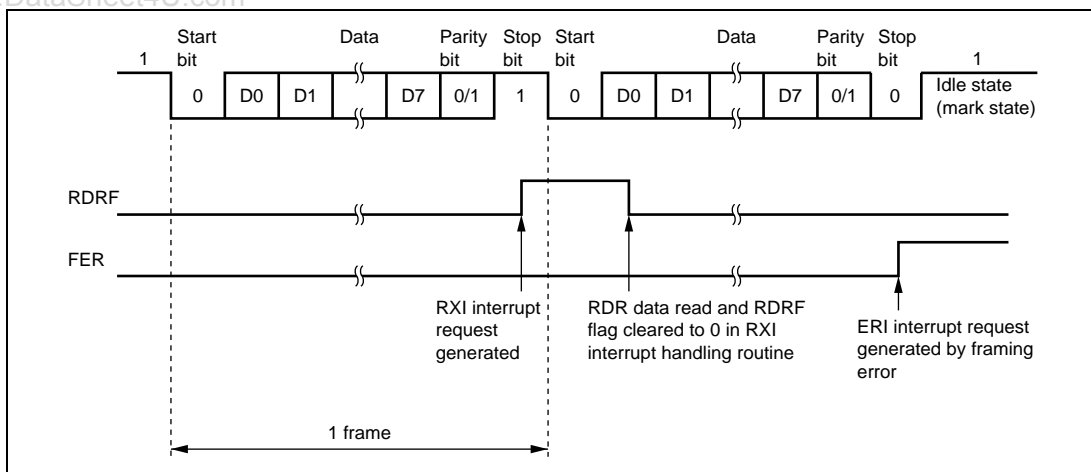 DataSheet4U.com
Start bit Data Parity bit Stop bit Start bit Data Parity bit Stop bit
1 1
0 D0 D1 D7 0/1 1 0 D0 D1 D7 0/1 0
Idle state
(mark state)
RDRF
FER
RXI interrupt
request
generated
RDR data read and RDRF
flag cleared to 0 in RXI
interrupt handling routine
ERI interrupt request
generated by framing
error
1 frame